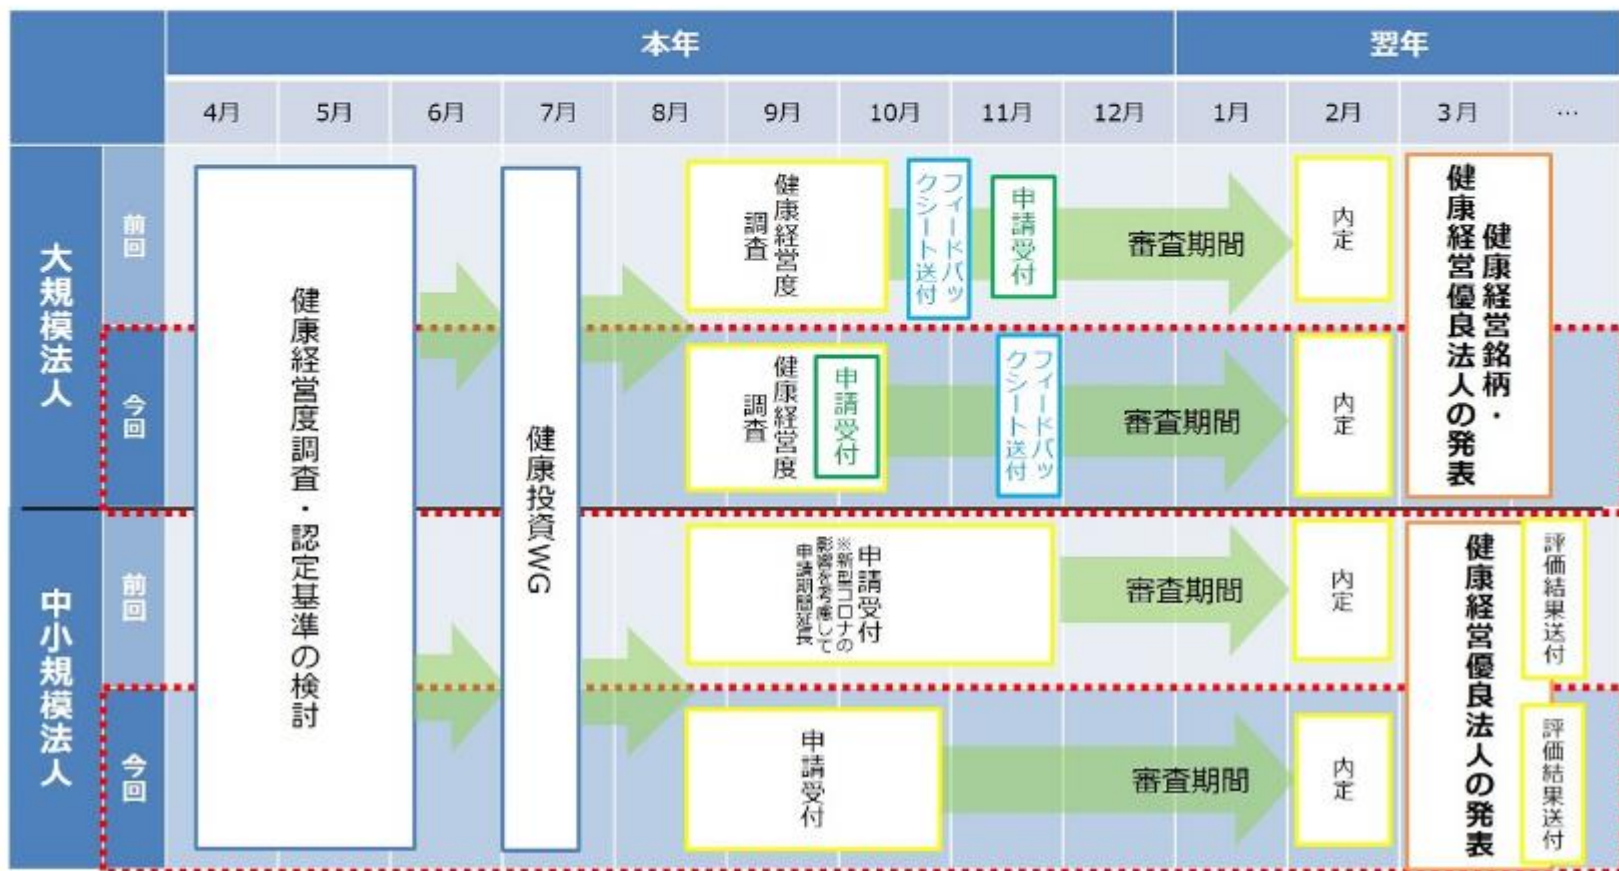 本年
翌年
4月
5月
6月
7月
8月
9月
10月
11月
12月
1月
2月
3月
…
大規模法人
前回
今回
中小規模法人
前回
今回
健康経営度調査・認定基準の検討
健康投資WG
健康経営度
調査
フィードバッ
クシート送付
申請受付
審査期間
内定
健康経営銘柄・
健康経営優良法人の発表
健康経営度
調査
申請受付
フィードバッ
クシート送付
審査期間
内定
申請受付
※新型コロナの
影響を考慮して
申請期間延長
審査期間
内定
健康経営優良法人の発表
評価結果送付
申請受付
審査期間
内定
評価結果送付